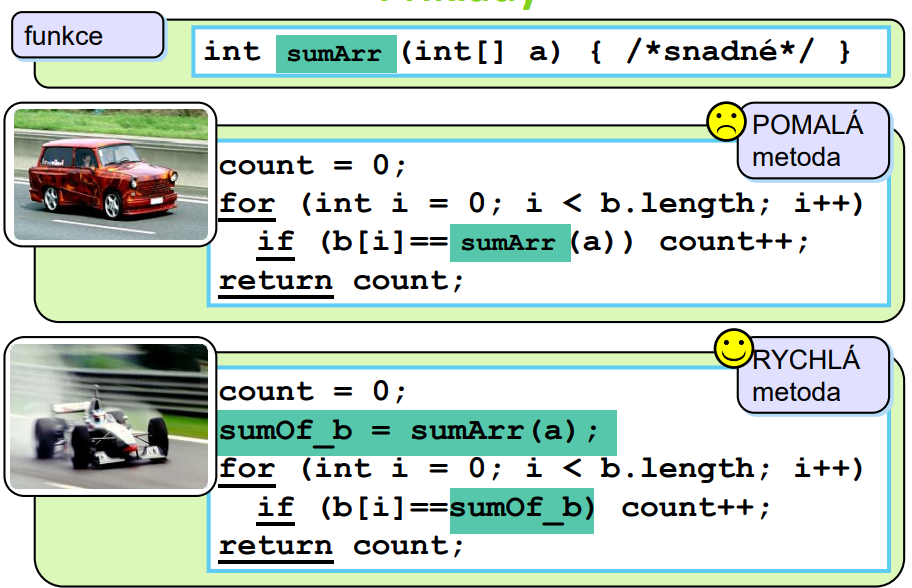 funkce
int sumArr (int[] a) { /*snadné*/ }
POMALÁ
metoda
count = 0;
for (int i = 0; i < b.length; i++)
if (b[i]== sumArr (a)) count++;
return count;
RYCHLÁ
metoda
count = 0;
sumOf_b = sumArr(a);
for (int i = 0; i < b.length; i++)
if (b[i]==sumOf_b) count++;
return count;